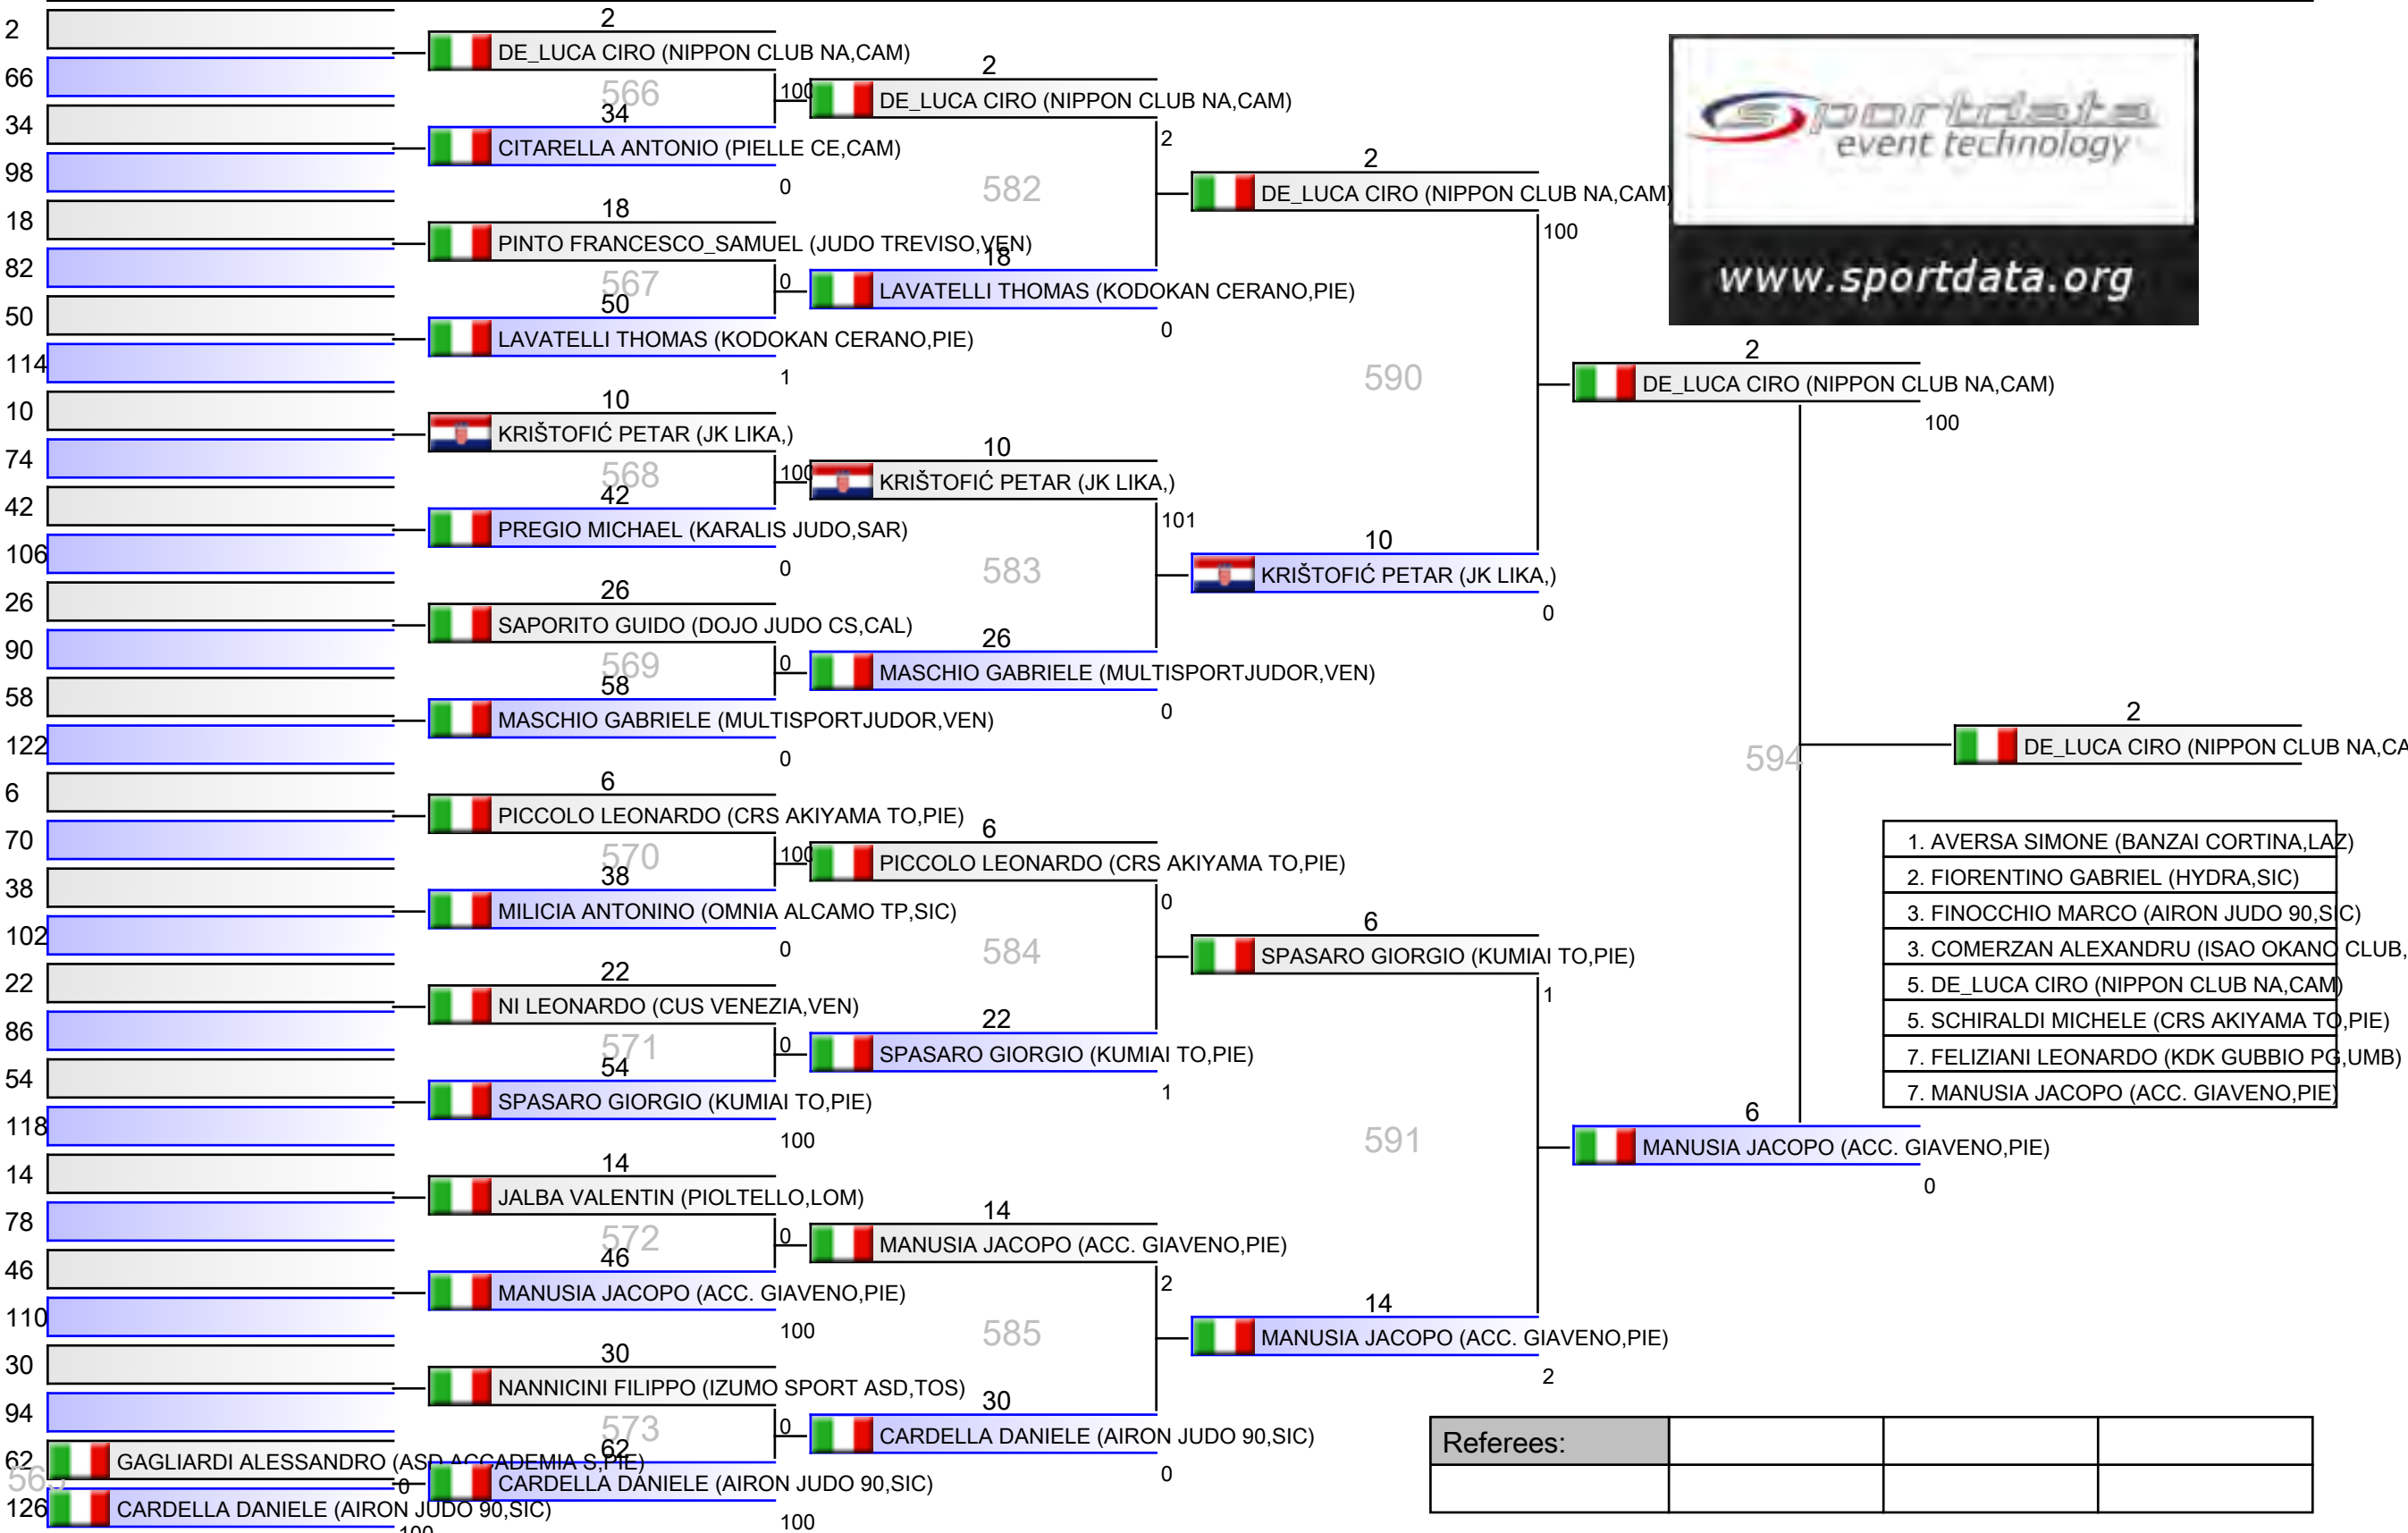 2
66
34
98
18
82
50
114
10
74
42
106
26
90
58
122
6
70
38
102
22
86
54
118
14
78
46
110
30
94
62
GAGLIARDI ALESSANDRO (ASD ACCADEMIA S,PIE)
0
126
CARDELLA DANIELE (AIRON JUDO 90,SIC)
100
2
DE_LUCA CIRO (NIPPON CLUB NA,CAM)
100
566
34
CITARELLA ANTONIO (PIELLE CE,CAM)
0
18
PINTO FRANCESCO_SAMUEL (JUDO TREVISO,VEN)
0
567
50
LAVATELLI THOMAS (KODOKAN CERANO,PIE)
1
10
KRIŠTOFIĆ PETAR (JK LIKA,)
100
568
42
PREGIO MICHAEL (KARALIS JUDO,SAR)
0
26
SAPORITO GUIDO (DOJO JUDO CS,CAL)
0
569
58
MASCHIO GABRIELE (MULTISPORTJUDOR,VEN)
0
6
PICCOLO LEONARDO (CRS AKIYAMA TO,PIE)
100
570
38
MILICIA ANTONINO (OMNIA ALCAMO TP,SIC)
0
22
NI LEONARDO (CUS VENEZIA,VEN)
0
571
54
SPASARO GIORGIO (KUMIAI TO,PIE)
100
14
JALBA VALENTIN (PIOLTELLO,LOM)
0
572
46
MANUSIA JACOPO (ACC. GIAVENO,PIE)
100
30
NANNICINI FILIPPO (IZUMO SPORT ASD,TOS)
0
573
62
CARDELLA DANIELE (AIRON JUDO 90,SIC)
100
2
DE_LUCA CIRO (NIPPON CLUB NA,CAM)
2
582
18
LAVATELLI THOMAS (KODOKAN CERANO,PIE)
0
10
KRIŠTOFIĆ PETAR (JK LIKA,)
101
583
26
MASCHIO GABRIELE (MULTISPORTJUDOR,VEN)
0
6
PICCOLO LEONARDO (CRS AKIYAMA TO,PIE)
0
584
22
SPASARO GIORGIO (KUMIAI TO,PIE)
1
14
MANUSIA JACOPO (ACC. GIAVENO,PIE)
2
585
30
CARDELLA DANIELE (AIRON JUDO 90,SIC)
0
2
DE_LUCA CIRO (NIPPON CLUB NA,CAM)
100
590
10
KRIŠTOFIĆ PETAR (JK LIKA,)
0
6
SPASARO GIORGIO (KUMIAI TO,PIE)
1
591
14
MANUSIA JACOPO (ACC. GIAVENO,PIE)
2
sportdata
event technology
www.sportdata.org
2
DE_LUCA CIRO (NIPPON CLUB NA,CAM)
100
594
6
MANUSIA JACOPO (ACC. GIAVENO,PIE)
0
2
DE_LUCA CIRO (NIPPON CLUB NA,CA
1. AVERSA SIMONE (BANZAI CORTINA,LAZ)
2. FIORENTINO GABRIEL (HYDRA,SIC)
3. FINOCCHIO MARCO (AIRON JUDO 90,SIC)
3. COMERZAN ALEXANDRU (ISAO OKANO CLUB,
5. DE_LUCA CIRO (NIPPON CLUB NA,CAM)
5. SCHIRALDI MICHELE (CRS AKIYAMA TO,PIE)
7. FELIZIANI LEONARDO (KDK GUBBIO PG,UMB)
7. MANUSIA JACOPO (ACC. GIAVENO,PIE)
Referees: